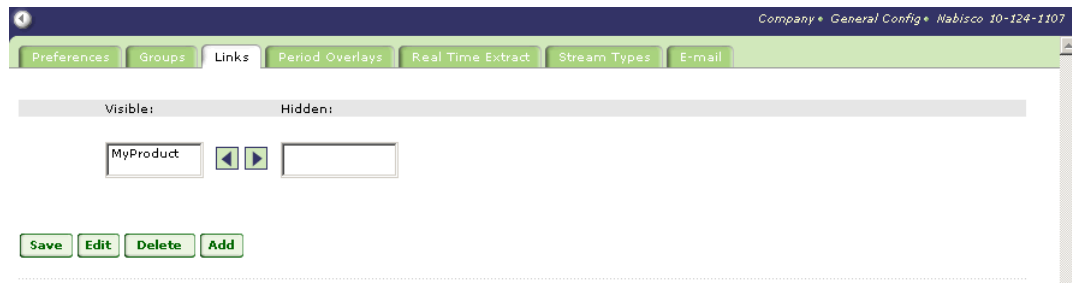 Company • General Config • Nabisco 10-124-1107
Preferences Groups Links Period Overlays Real Time Extract Stream Types E-mail
Visible: Hidden:
MyProduct
Save Edit Delete Add